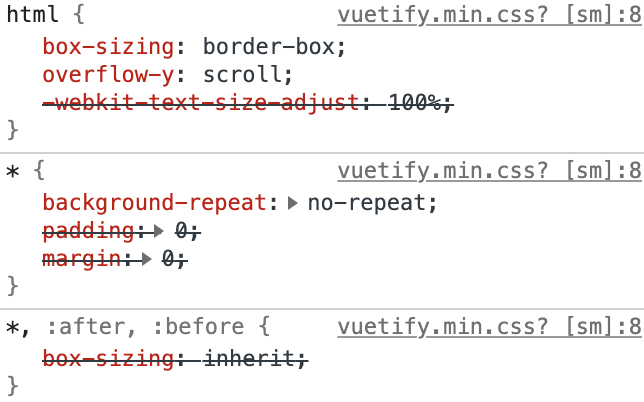 html { vuetify.min.css? [sm]:8
box-sizing: border-box;
overflow-y: scroll;
-webkit-text-size-adjust: 100%;
}
* { vuetify.min.css? [sm]:8
background-repeat: no-repeat;
padding: 0;
margin: 0;
}
*, :after, :before { vuetify.min.css? [sm]:8
box-sizing: inherit;
}